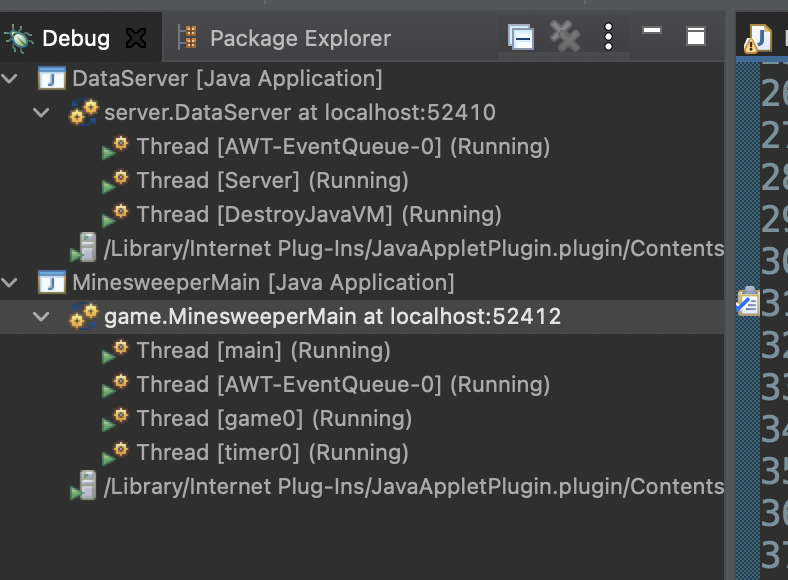 Debug
Package Explorer
DataServer [Java Application]
server.DataServer at localhost:52410
Thread [AWT-EventQueue-0] (Running)
Thread [Server] (Running)
Thread [DestroyJavaVM] (Running)
/Library/Internet Plug-Ins/JavaAppletPlugin.plugin/Contents
MinesweeperMain [Java Application]
game.MinesweeperMain at localhost:52412
Thread [main] (Running)
Thread [AWT-EventQueue-0] (Running)
Thread [game0] (Running)
Thread [timer0] (Running)
/Library/Internet Plug-Ins/JavaAppletPlugin.plugin/Contents
26
27
28
29
30
31
32
33
34
35
36
37